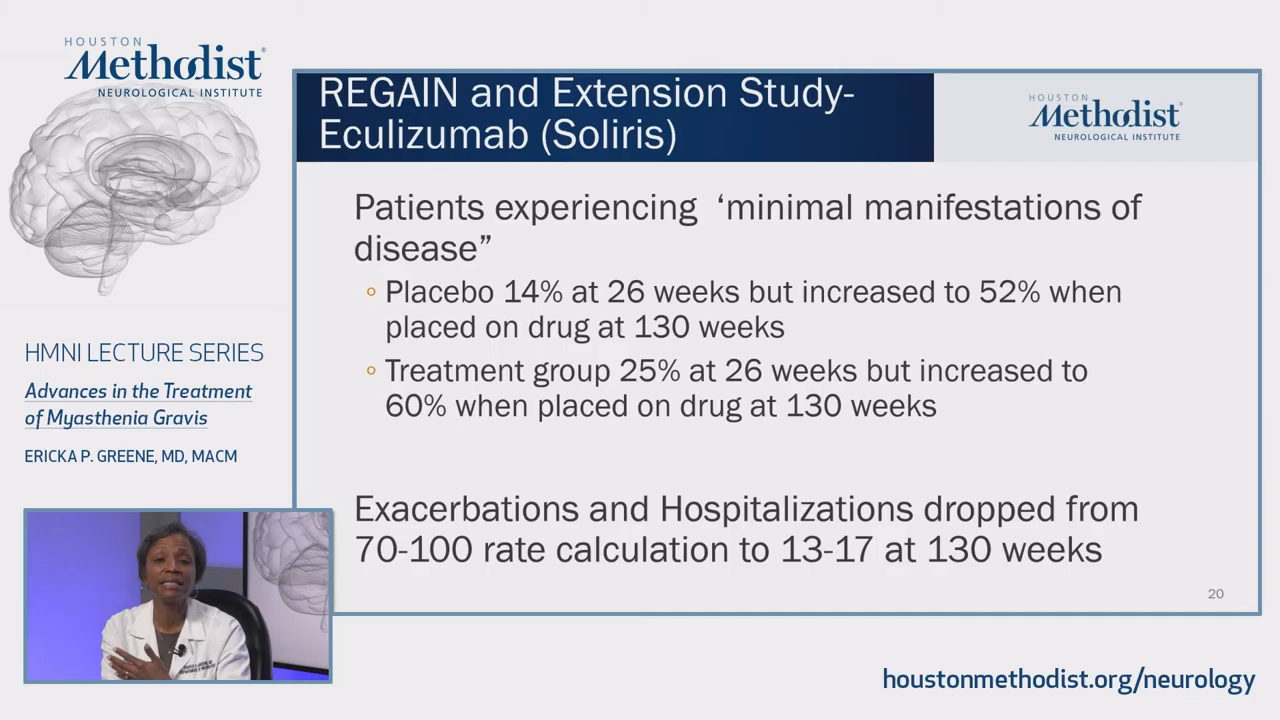 HOUSTON
Methodist®
NEUROLOGICAL INSTITUTE
HMNI LECTURE SERIES
Advances in the Treatment
of Myasthenia Gravis
ERICKA P. GREENE, MD, MACM
REGAIN and Extension Study-
Eculizumab (Soliris)
HOUSTON
Methodist®
NEUROLOGICAL INSTITUTE
Patients experiencing ‘minimal manifestations of
disease”
◦ Placebo 14% at 26 weeks but increased to 52% when
placed on drug at 130 weeks
◦ Treatment group 25% at 26 weeks but increased to
60% when placed on drug at 130 weeks
Exacerbations and Hospitalizations dropped from
70-100 rate calculation to 13-17 at 130 weeks
20
houstonmethodist.org/neurology